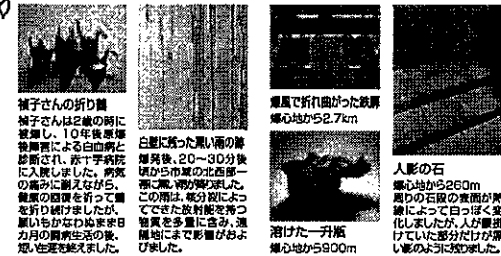 禎子さんの折り鶴
禎子さんは2歳の時に
被爆し、10年後原爆
後障害による白血病と
診断され、赤十字病院
に入院しました。病気
の痛みに耐えながら、
健康の回復を祈って鶴
を折り続けましたが、
願いもかなわぬまま8
カ月の闘病生活の後、
短い生涯を終えました。
白壁に残った黒い雨の跡
爆発後、20〜30分後
頃から市域の北西部一
帯に黒い雨が降りました。
この雨は、核分裂によっ
てできた放射能を持つ
物質を多量に含み、遠
隔地にまで影響がおよ
びました。
爆風で折れ曲がった鉄扉
爆心地から2.7km
溶けた一升瓶
爆心地から900m
人影の石
爆心地から260m
周りの石段の表面が熱
線によって白っぽく変
化しましたが、人が腰掛
けていた部分だけが黒
い影のように残りました。